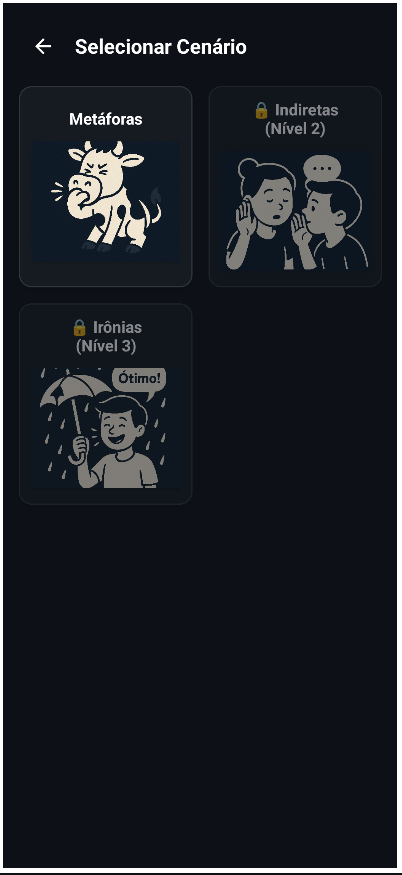 Selecionar Cenário
Metáforas
🔒 Indiretas
(Nível 2)
...
🔒 Irônias
(Nível 3)
Ótimo!